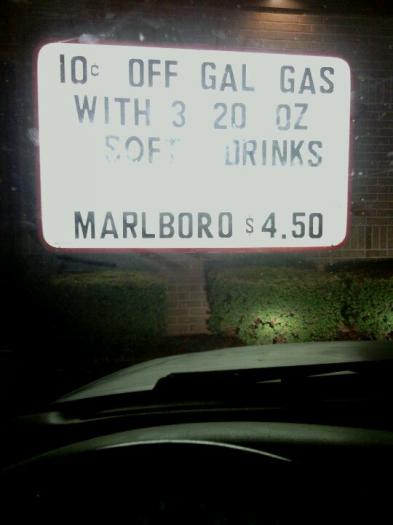 10¢ OFF GAL GAS
WITH 3 20 OZ
SOFT DRINKS
MARLBORO $4.50